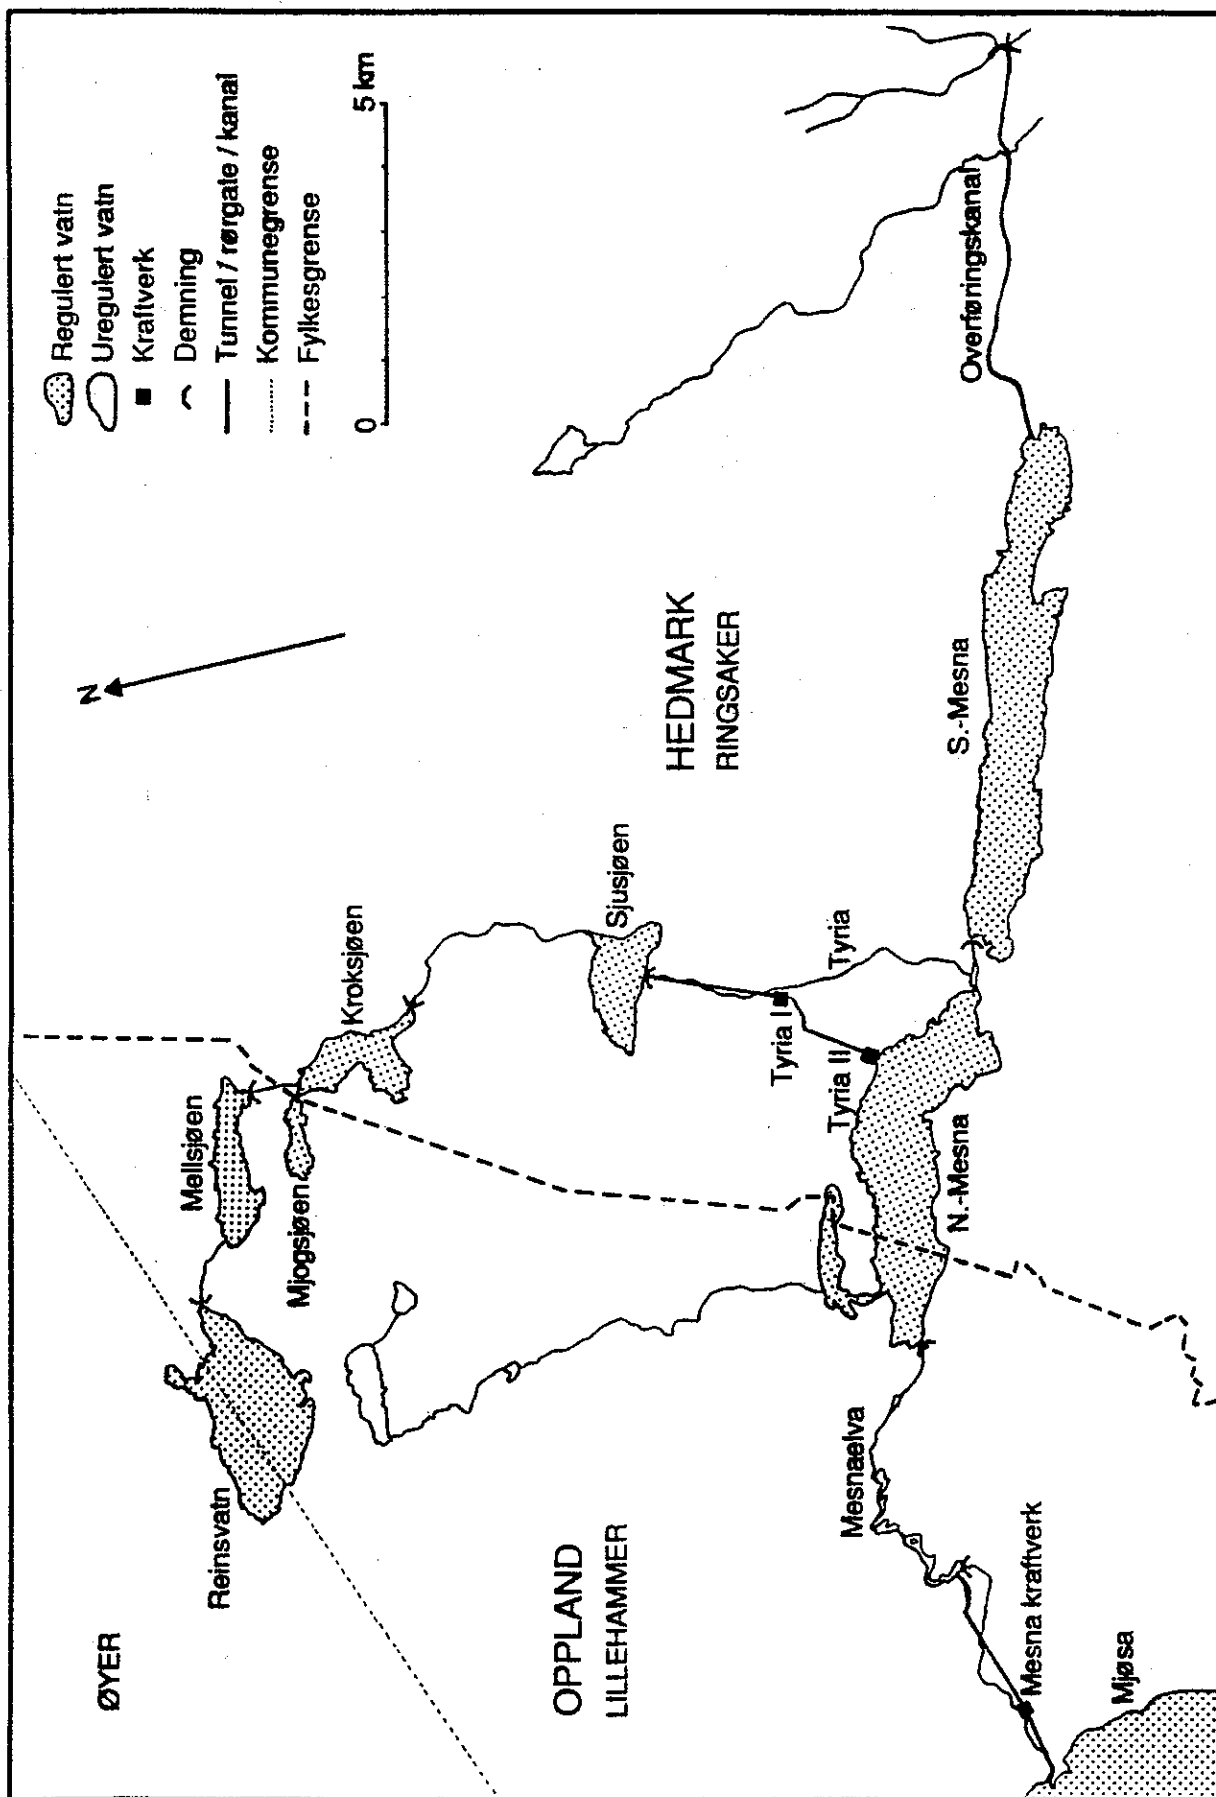 Regulert vatn
Uregulert vatn
Kraftverk
Demning
Tunnel / rørgate / kanal
Kommunegrense
Fylkesgrense
0
5 km
N
ØYER
Reinsvatn
Mellsjøen
Mjogsjøen
Kroksjøen
Sjusjøen
HEDMARK
RINGSAKER
OPPLAND
LILLEHAMMER
Tyria I
Tyria II
Tyria
Mesnaelva
N.-Mesna
S.-Mesna
Overføringskanal
Mesna kraftverk
Mjøsa